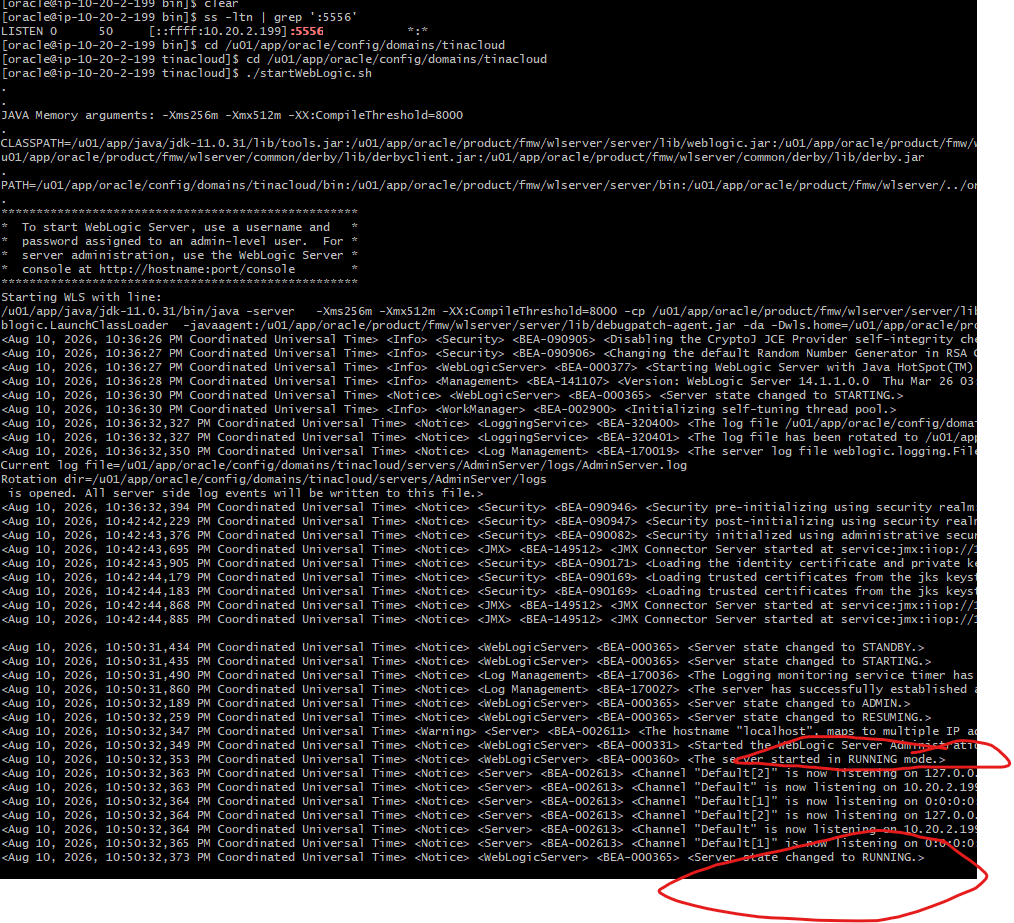 [oracle@ip-10-20-2-199 bin]$ clear
[oracle@ip-10-20-2-199 bin]$ ss -ltn | grep ':5556'
LISTEN 0      50     [::ffff:10.20.2.199]:5556            *:*
[oracle@ip-10-20-2-199 bin]$ cd /u01/app/oracle/config/domains/tinacloud
[oracle@ip-10-20-2-199 tinacloud]$ cd /u01/app/oracle/config/domains/tinacloud
[oracle@ip-10-20-2-199 tinacloud]$ ./startWebLogic.sh
.
.
JAVA Memory arguments: -Xms256m -Xmx512m -XX:CompileThreshold=8000
.
CLASSPATH=/u01/app/java/jdk-11.0.31/lib/tools.jar:/u01/app/oracle/product/fmw/wlserver/server/lib/weblogic.jar:/u01/app/oracle/product/fmw/w
u01/app/oracle/product/fmw/wlserver/common/derby/lib/derbyclient.jar:/u01/app/oracle/product/fmw/wlserver/common/derby/lib/derby.jar
.
PATH=/u01/app/oracle/config/domains/tinacloud/bin:/u01/app/oracle/product/fmw/wlserver/server/bin:/u01/app/oracle/product/fmw/wlserver/../or
.
***************************************************
*  To start WebLogic Server, use a username and   *
*  password assigned to an admin-level user.  For *
*  server administration, use the WebLogic Server *
*  console at http://hostname:port/console        *
***************************************************
Starting WLS with line:
/u01/app/java/jdk-11.0.31/bin/java -server   -Xms256m -Xmx512m -XX:CompileThreshold=8000 -cp /u01/app/oracle/product/fmw/wlserver/server/lib
blogic.LaunchClassLoader  -javaagent:/u01/app/oracle/product/fmw/wlserver/server/lib/debugpatch-agent.jar -da -Dwls.home=/u01/app/oracle/pro
<Aug 10, 2026, 10:36:26 PM Coordinated Universal Time> <Info> <Security> <BEA-090905> <Disabling the CryptoJ JCE Provider self-integrity che
<Aug 10, 2026, 10:36:27 PM Coordinated Universal Time> <Info> <Security> <BEA-090906> <Changing the default Random Number Generator in RSA C
<Aug 10, 2026, 10:36:27 PM Coordinated Universal Time> <Info> <WebLogicServer> <BEA-000377> <Starting WebLogic Server with Java HotSpot(TM)
<Aug 10, 2026, 10:36:28 PM Coordinated Universal Time> <Info> <Management> <BEA-141107> <Version: WebLogic Server 14.1.1.0.0  Thu Mar 26 03:
<Aug 10, 2026, 10:36:30 PM Coordinated Universal Time> <Notice> <WebLogicServer> <BEA-000365> <Server state changed to STARTING.>
<Aug 10, 2026, 10:36:30 PM Coordinated Universal Time> <Info> <WorkManager> <BEA-002900> <Initializing self-tuning thread pool.>
<Aug 10, 2026, 10:36:32,327 PM Coordinated Universal Time> <Notice> <LoggingService> <BEA-320400> <The log file /u01/app/oracle/config/domai
<Aug 10, 2026, 10:36:32,327 PM Coordinated Universal Time> <Notice> <LoggingService> <BEA-320401> <The log file has been rotated to /u01/app
<Aug 10, 2026, 10:36:32,350 PM Coordinated Universal Time> <Notice> <Log Management> <BEA-170019> <The server log file weblogic.logging.File
Current log file=/u01/app/oracle/config/domains/tinacloud/servers/AdminServer/logs/AdminServer.log
Rotation dir=/u01/app/oracle/config/domains/tinacloud/servers/AdminServer/logs
 is opened. All server side log events will be written to this file.>
<Aug 10, 2026, 10:36:32,394 PM Coordinated Universal Time> <Notice> <Security> <BEA-090946> <Security pre-initializing using security realm:
<Aug 10, 2026, 10:42:42,229 PM Coordinated Universal Time> <Notice> <Security> <BEA-090947> <Security post-initializing using security realm
<Aug 10, 2026, 10:42:43,376 PM Coordinated Universal Time> <Notice> <Security> <BEA-090082> <Security initialized using administrative secur
<Aug 10, 2026, 10:42:43,695 PM Coordinated Universal Time> <Notice> <JMX> <BEA-149512> <JMX Connector Server started at service:jmx:iiop://1
<Aug 10, 2026, 10:42:43,905 PM Coordinated Universal Time> <Notice> <Security> <BEA-090171> <Loading the identity certificate and private ke
<Aug 10, 2026, 10:42:44,179 PM Coordinated Universal Time> <Notice> <Security> <BEA-090169> <Loading trusted certificates from the jks keyst
<Aug 10, 2026, 10:42:44,183 PM Coordinated Universal Time> <Notice> <Security> <BEA-090169> <Loading trusted certificates from the jks keyst
<Aug 10, 2026, 10:42:44,868 PM Coordinated Universal Time> <Notice> <JMX> <BEA-149512> <JMX Connector Server started at service:jmx:iiop://1
<Aug 10, 2026, 10:42:44,885 PM Coordinated Universal Time> <Notice> <JMX> <BEA-149512> <JMX Connector Server started at service:jmx:iiop://1
<Aug 10, 2026, 10:50:31,434 PM Coordinated Universal Time> <Notice> <WebLogicServer> <BEA-000365> <Server state changed to STANDBY.>
<Aug 10, 2026, 10:50:31,435 PM Coordinated Universal Time> <Notice> <WebLogicServer> <BEA-000365> <Server state changed to STARTING.>
<Aug 10, 2026, 10:50:31,490 PM Coordinated Universal Time> <Notice> <Log Management> <BEA-170036> <The Logging monitoring service timer has
<Aug 10, 2026, 10:50:31,860 PM Coordinated Universal Time> <Notice> <Log Management> <BEA-170027> <The server has successfully established a
<Aug 10, 2026, 10:50:32,189 PM Coordinated Universal Time> <Notice> <WebLogicServer> <BEA-000365> <Server state changed to ADMIN.>
<Aug 10, 2026, 10:50:32,259 PM Coordinated Universal Time> <Notice> <WebLogicServer> <BEA-000365> <Server state changed to RESUMING.>
<Aug 10, 2026, 10:50:32,347 PM Coordinated Universal Time> <Warning> <Server> <BEA-002611> <The hostname "localhost", maps to multiple IP ad
<Aug 10, 2026, 10:50:32,349 PM Coordinated Universal Time> <Notice> <WebLogicServer> <BEA-000331> <Started the WebLogic Server Administration
<Aug 10, 2026, 10:50:32,353 PM Coordinated Universal Time> <Notice> <WebLogicServer> <BEA-000360> <The server started in RUNNING mode.>
<Aug 10, 2026, 10:50:32,363 PM Coordinated Universal Time> <Notice> <Server> <BEA-002613> <Channel "Default[2]" is now listening on 127.0.0.
<Aug 10, 2026, 10:50:32,363 PM Coordinated Universal Time> <Notice> <Server> <BEA-002613> <Channel "Default" is now listening on 10.20.2.199
<Aug 10, 2026, 10:50:32,364 PM Coordinated Universal Time> <Notice> <Server> <BEA-002613> <Channel "Default[1]" is now listening on 0:0:0:0:
<Aug 10, 2026, 10:50:32,364 PM Coordinated Universal Time> <Notice> <Server> <BEA-002613> <Channel "Default[2]" is now listening on 127.0.0.
<Aug 10, 2026, 10:50:32,364 PM Coordinated Universal Time> <Notice> <Server> <BEA-002613> <Channel "Default" is now listening on 10.20.2.199
<Aug 10, 2026, 10:50:32,365 PM Coordinated Universal Time> <Notice> <Server> <BEA-002613> <Channel "Default[1]" is now listening on 0:0:0:0:
<Aug 10, 2026, 10:50:32,373 PM Coordinated Universal Time> <Notice> <WebLogicServer> <BEA-000365> <Server state changed to RUNNING.>